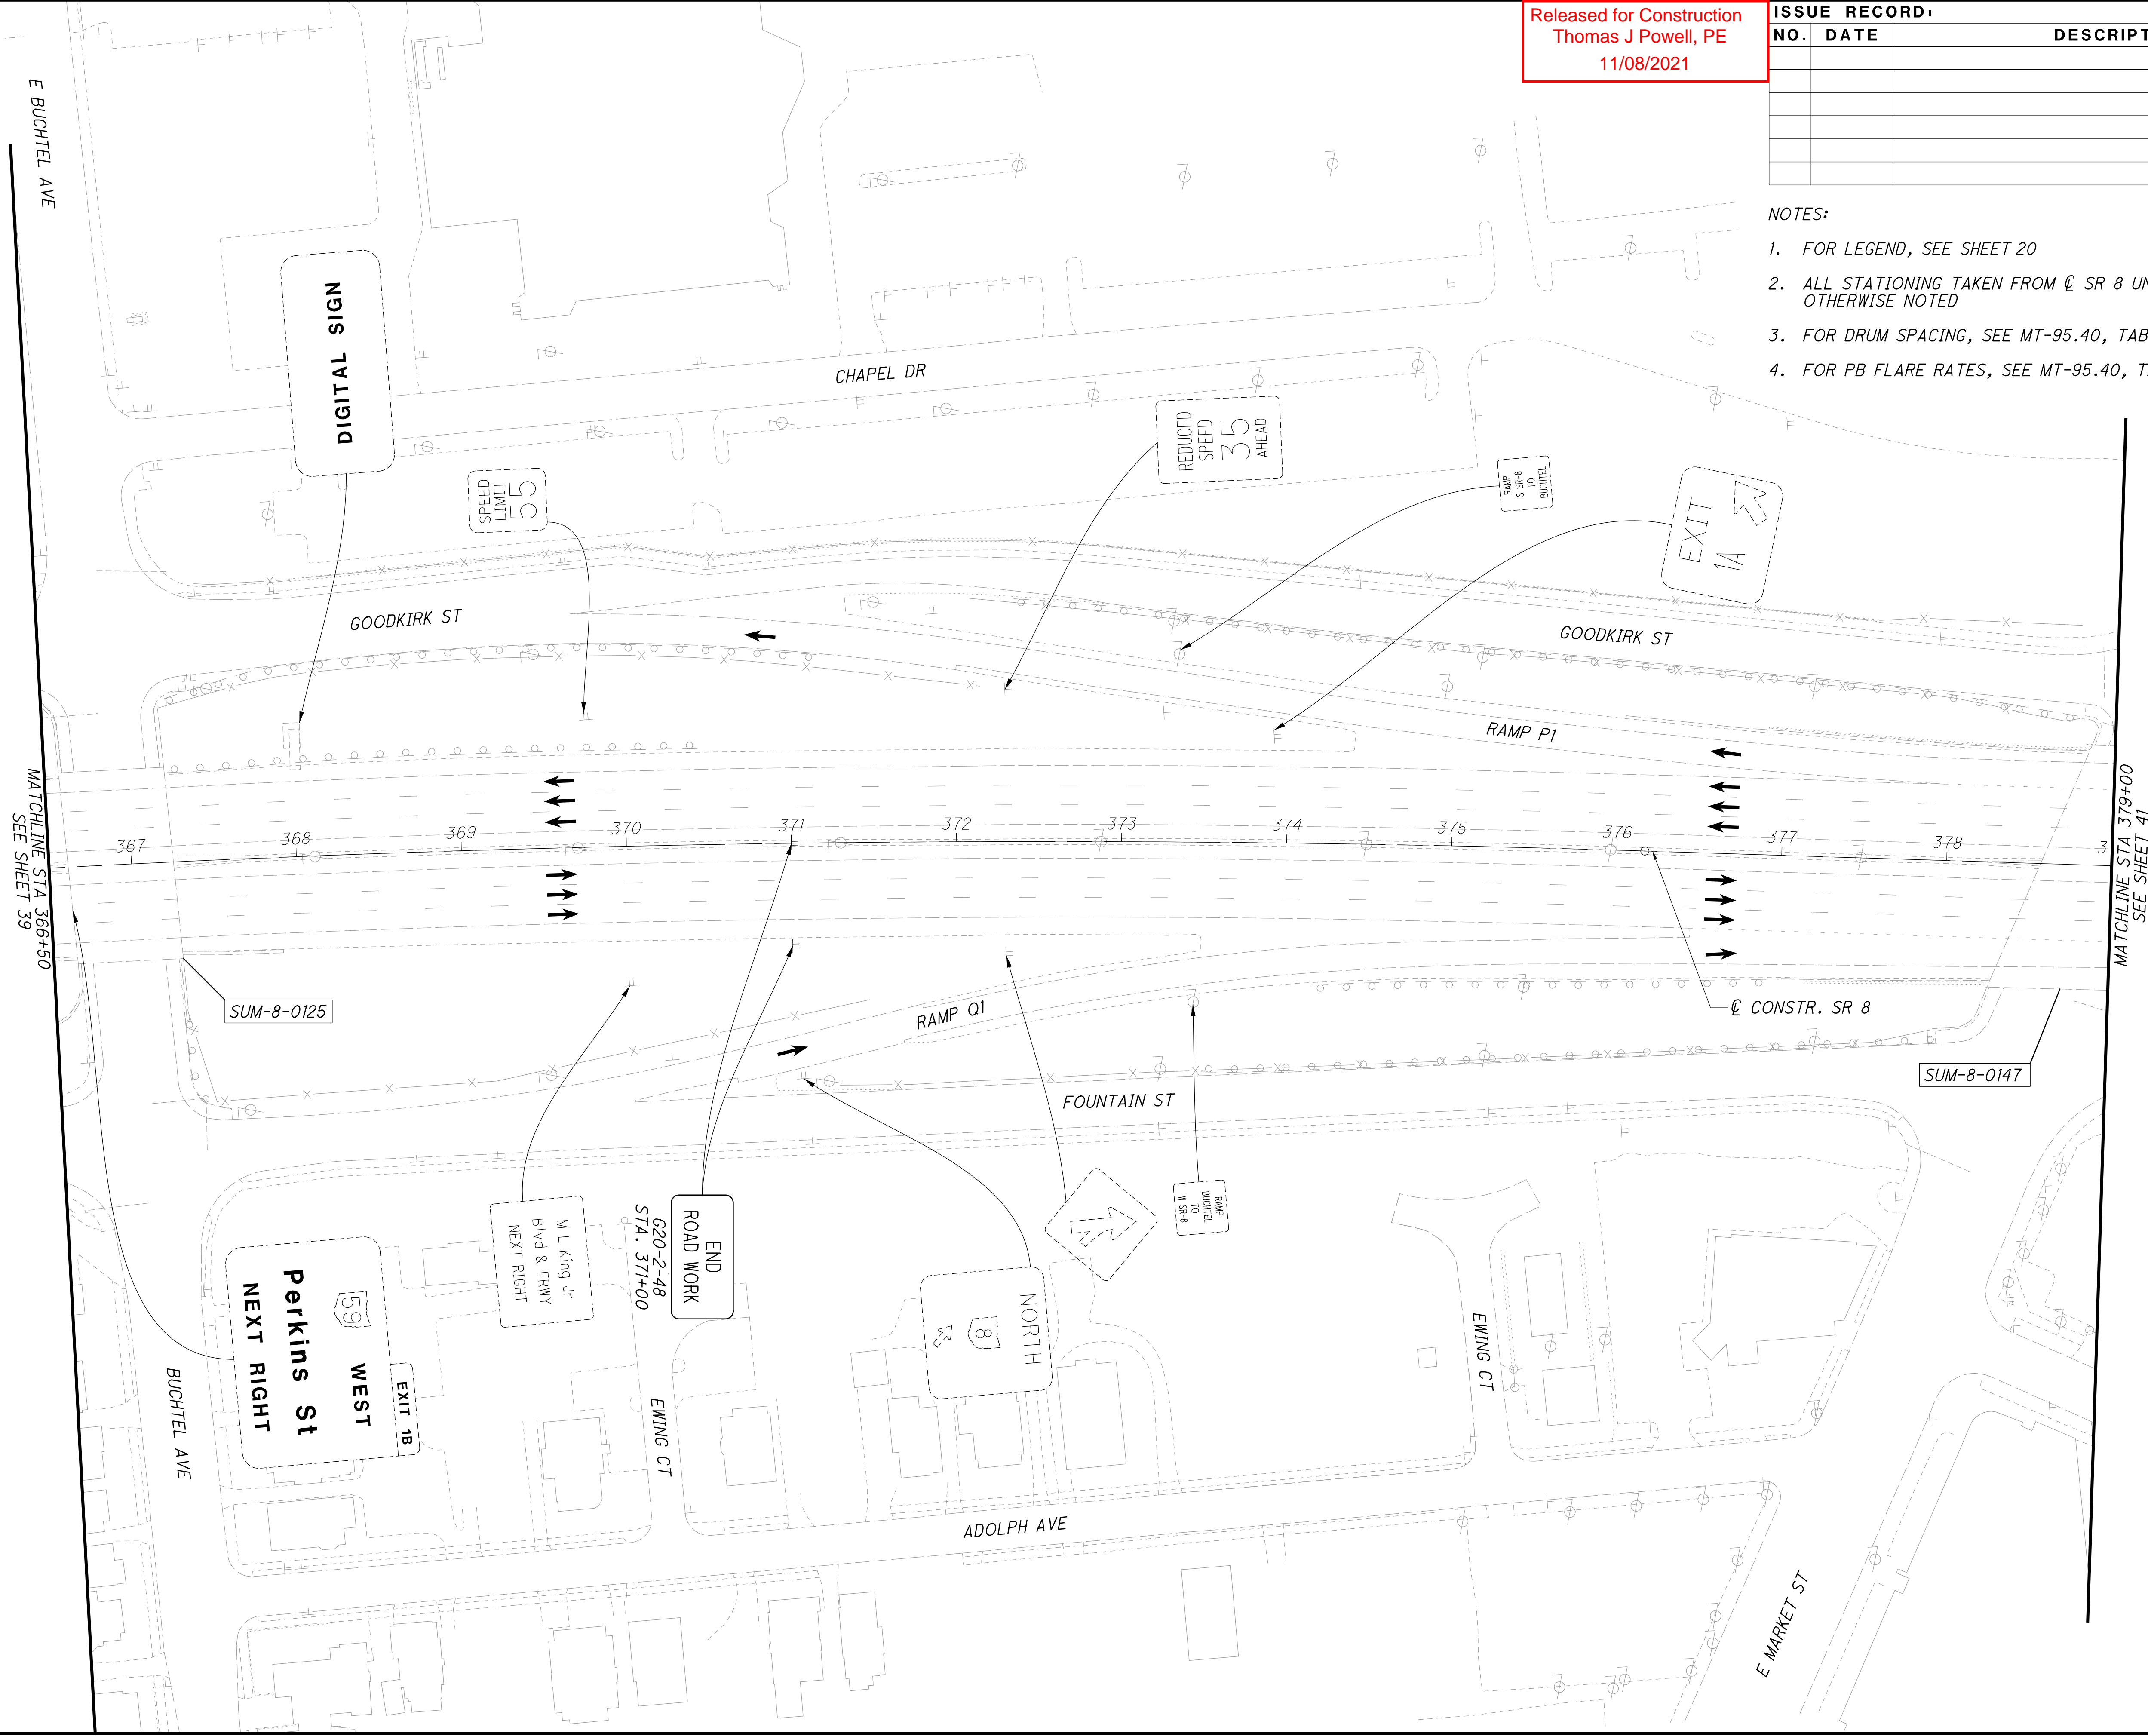 Released for Construction
Thomas J Powell, PE
11/08/2021
ISSUE RECORD:
NO. DATE DESCRIPT
NOTES:
1. FOR LEGEND, SEE SHEET 20
2. ALL STATIONING TAKEN FROM ℄ SR 8 UN
OTHERWISE NOTED
3. FOR DRUM SPACING, SEE MT-95.40, TAB
4. FOR PB FLARE RATES, SEE MT-95.40, T
E BUCHTEL AVE
DIGITAL SIGN
SPEED
LIMIT
55
CHAPEL DR
REDUCED
SPEED
35
AHEAD
RAMP
S SR-8
TO
BUCHTEL
EXIT
1A
GOODKIRK ST
GOODKIRK ST
RAMP P1
MATCHLINE STA 366+50
SEE SHEET 39
367
368
369
370
371
372
373
374
375
376
377
378
3
MATCHLINE STA 379+00
SEE SHEET 41
SUM-8-0125
RAMP Q1
℄ CONSTR. SR 8
SUM-8-0147
FOUNTAIN ST
EXIT 1B
59 WEST
Perkins St
NEXT RIGHT
M L King Jr
Blvd & FRWY
NEXT RIGHT
END
ROAD WORK
G20-2-48
STA. 371+00
NORTH
8
RAMP
BUCHTEL
TO
W SR-8
BUCHTEL AVE
EWING CT
EWING CT
ADOLPH AVE
E MARKET ST